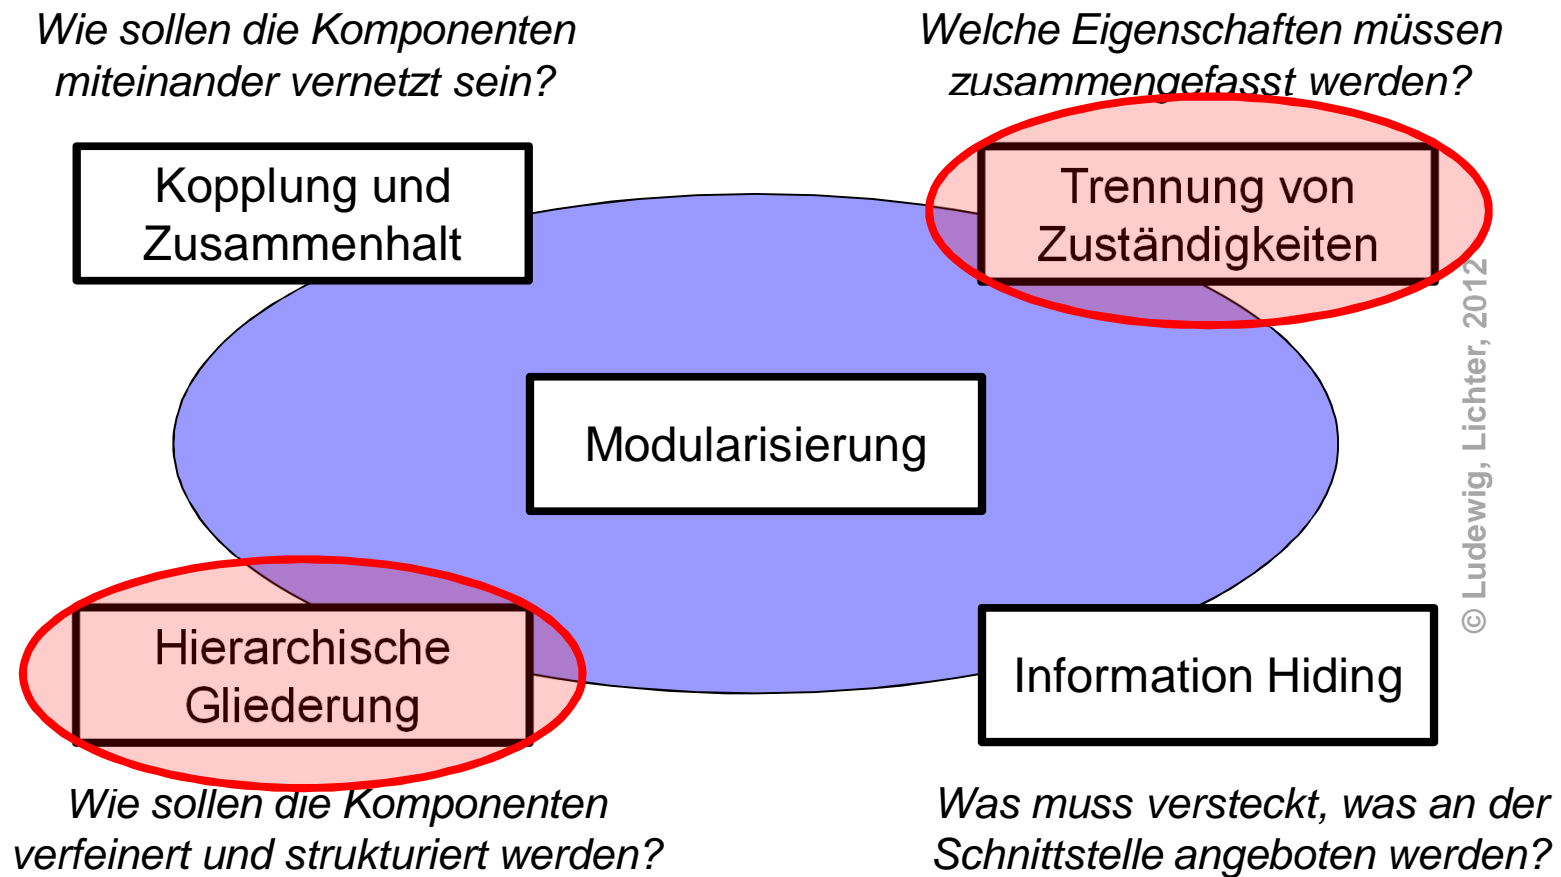 Wie sollen die Komponenten
miteinander vernetzt sein?
Welche Eigenschaften müssen
zusammengefasst werden?
Kopplung und
Zusammenhalt
Trennung von
Zuständigkeiten
Modularisierung
© Ludewig, Lichter, 2012
Hierarchische
Gliederung
Information Hiding
Wie sollen die Komponenten
verfeinert und strukturiert werden?
Was muss versteckt, was an der
Schnittstelle angeboten werden?